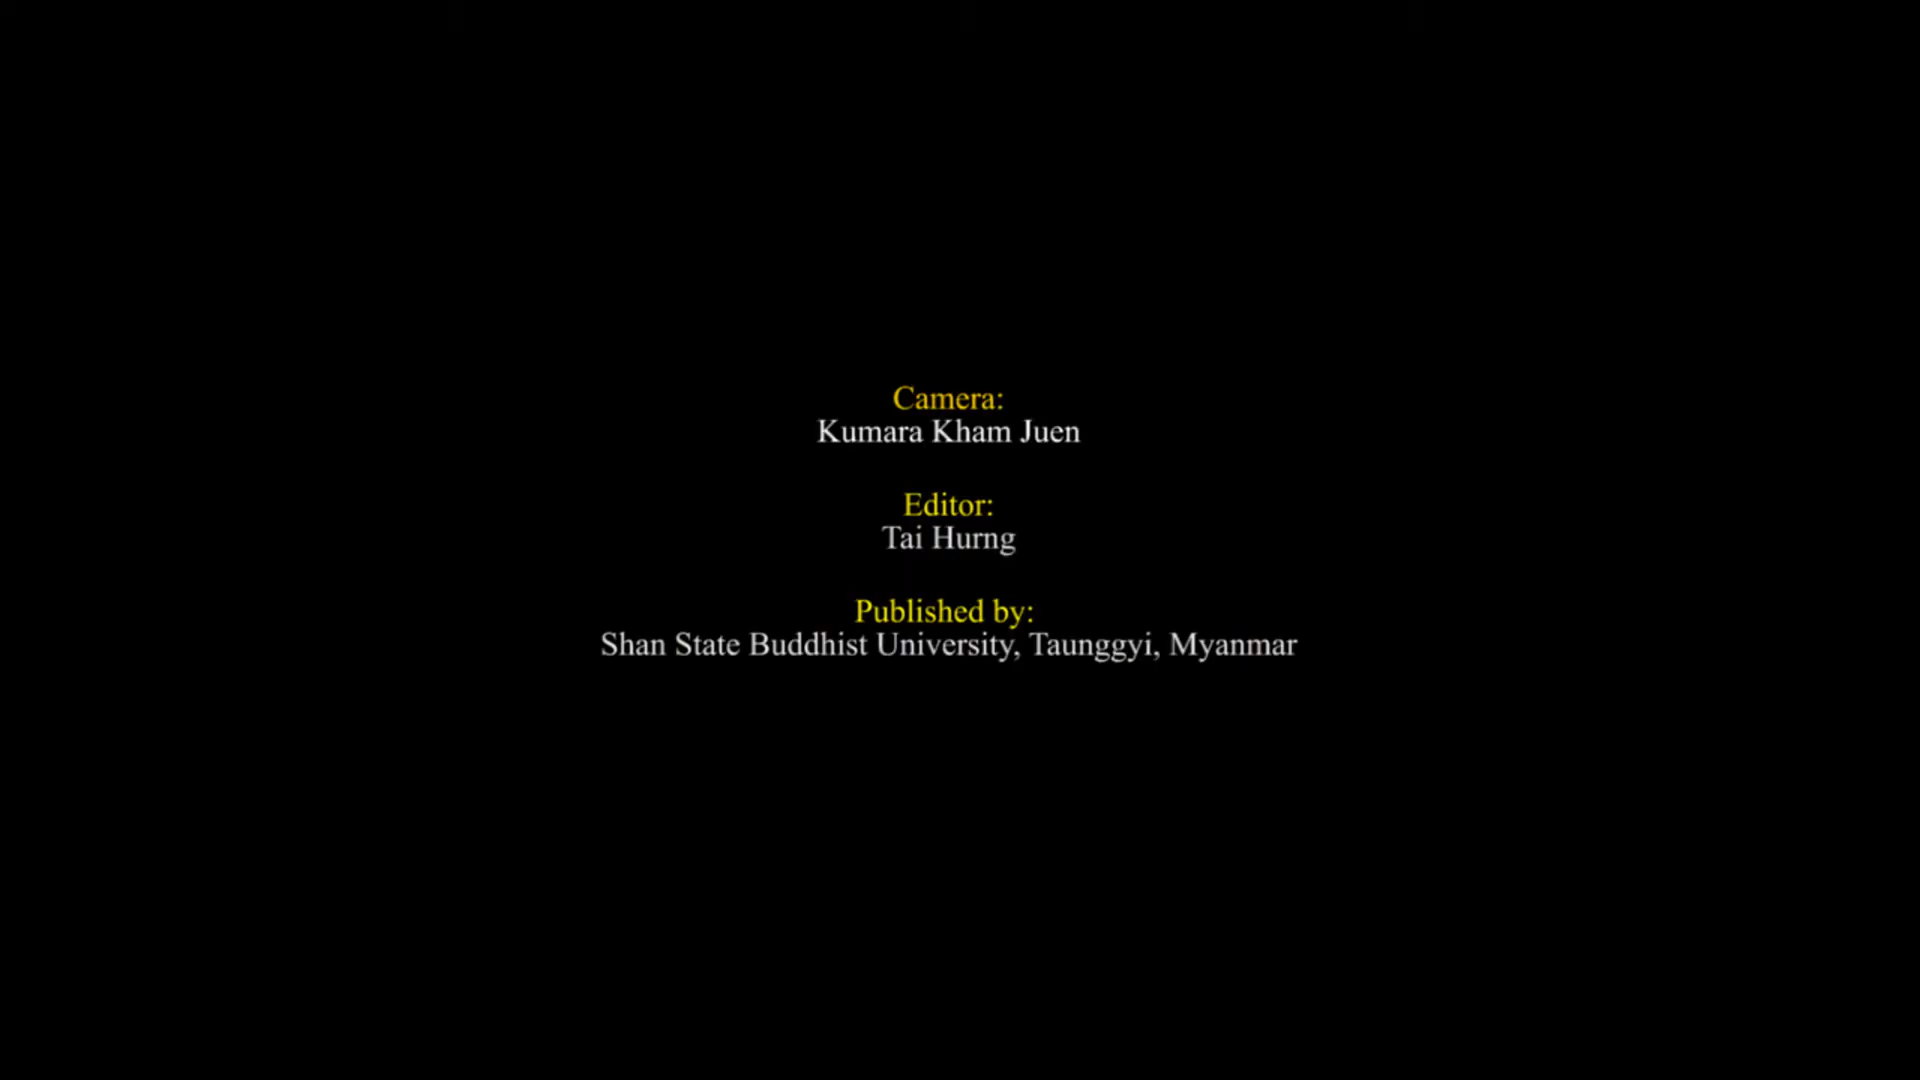 Camera:
Kumara Kham Juen
Editor:
Tai Hurng
Published by:
Shan State Buddhist University, Taunggyi, Myanmar